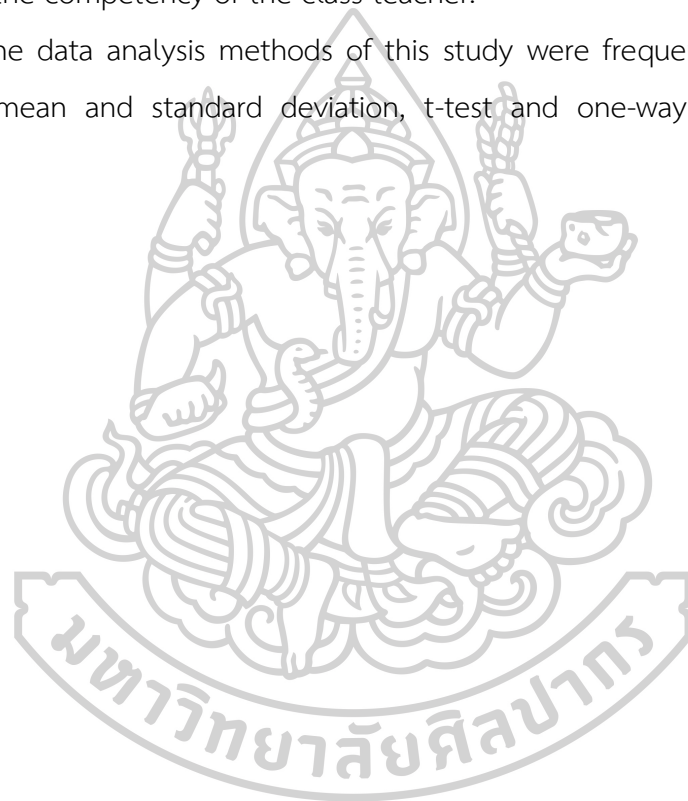 the competency of the class teacher.
ne data analysis methods of this study were freque
mean and standard deviation, t-test and one-way
มหาวิทยาลัยศิลปากร